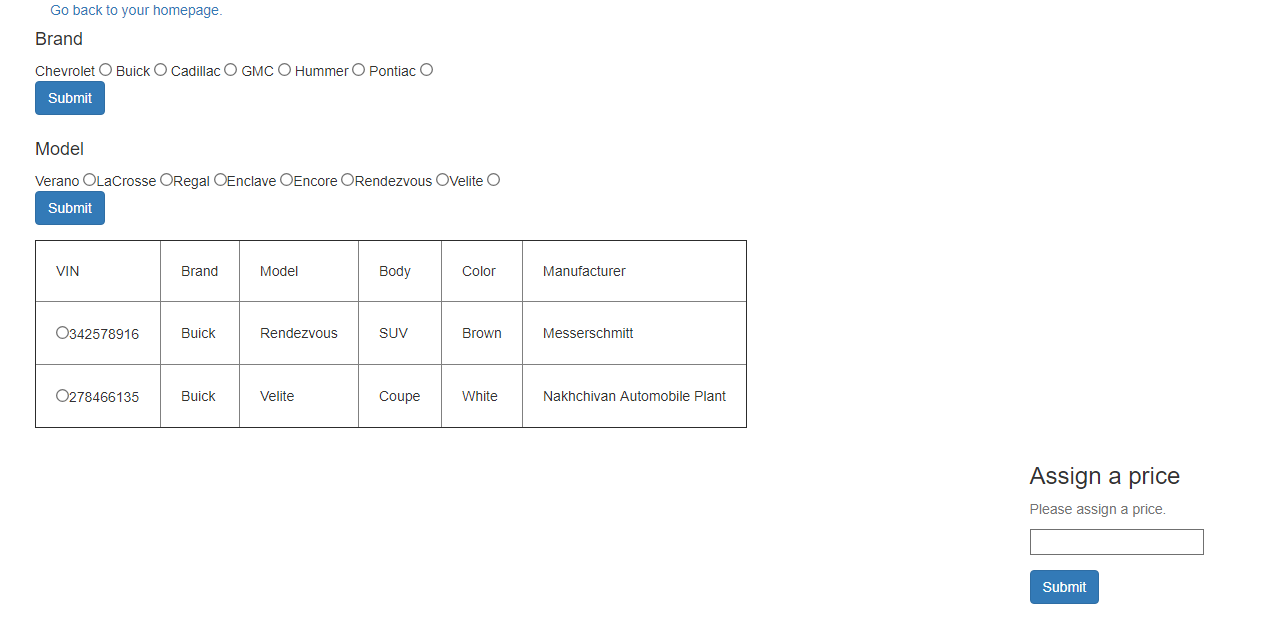 Go back to your homepage.
Brand
Chevrolet Buick Cadillac GMC Hummer Pontiac
Submit
Model
Verano LaCrosse Regal Enclave Encore Rendezvous Velite
Submit
VIN Brand Model Body Color Manufacturer
342578916 Buick Rendezvous SUV Brown Messerschmitt
278466135 Buick Velite Coupe White Nakhchivan Automobile Plant
Assign a price
Please assign a price.
Submit